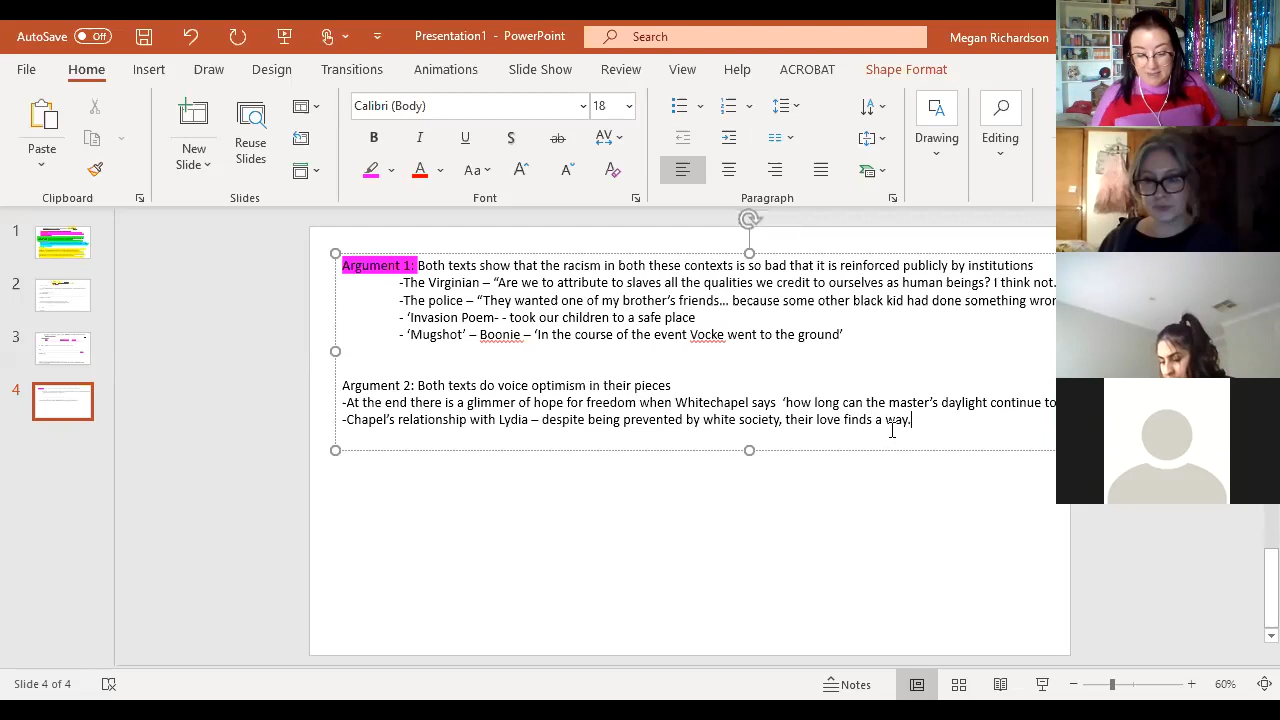 AutoSave Off Presentation1 - PowerPoint Search Megan Richardson
File Home Insert Draw Design Transitions Animations Slide Show Review View Help ACROBAT Shape Format
Paste
Clipboard
New Slide
Reuse Slides
Slides
Calibri (Body) 18
B I U S ab AV
A Aa A A A
Font
Paragraph
Drawing
Editing
1
2
3
4
Argument 1: Both texts show that the racism in both these contexts is so bad that it is reinforced publicly by institutions
-The Virginian – “Are we to attribute to slaves all the qualities we credit to ourselves as human beings? I think not.
-The police – “They wanted one of my brother’s friends... because some other black kid had done something
- ‘Invasion Poem- - took our children to a safe place
- ‘Mugshot’ – Boonie – ‘In the course of the event Vocke went to the ground’
Argument 2: Both texts do voice optimism in their pieces
-At the end there is a glimmer of hope for freedom when Whitechapel says ‘how long can the master’s daylight continue to
-Chapel’s relationship with Lydia – despite being prevented by white society, their love finds a way.
Slide 4 of 4 Notes 60%